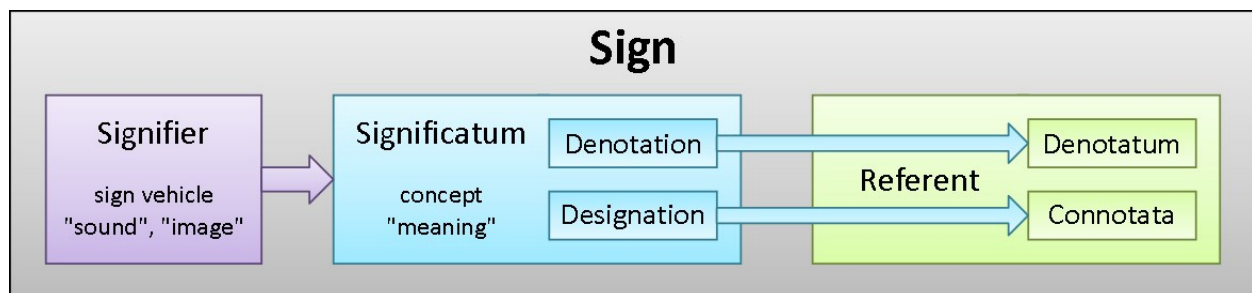 Sign
Signifier
sign vehicle
"sound", "image"
Significatum
concept
"meaning"
Denotation
Designation
Referent
Denotatum
Connotata